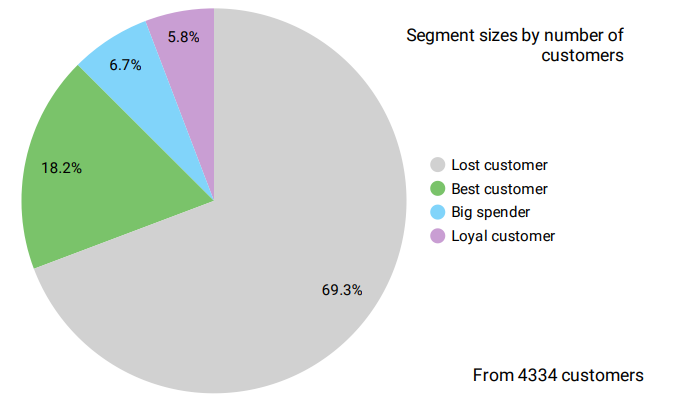 Segment sizes by number of
customers
5.8%
6.7%
18.2%
69.3%
Lost customer
Best customer
Big spender
Loyal customer
From 4334 customers